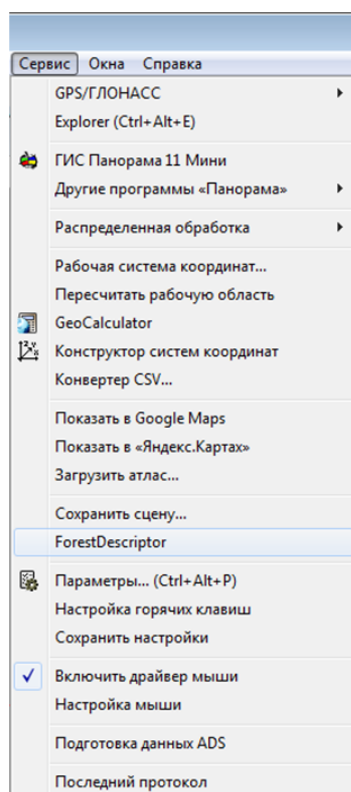 Сервис Окна Справка
GPS/ГЛОНАСС
Explorer (Ctrl+Alt+E)
ГИС Панорама 11 Мини
Другие программы «Панорама»
Распределенная обработка
Рабочая система координат...
Пересчитать рабочую область
GeoCalculator
Конструктор систем координат
Конвертер CSV...
Показать в Google Maps
Показать в «Яндекс.Картах»
Загрузить атлас...
Сохранить сцену...
ForestDescriptor
Параметры... (Ctrl+Alt+P)
Настройка горячих клавиш
Сохранить настройки
Включить драйвер мыши
Настройка мыши
Подготовка данных ADS
Последний протокол